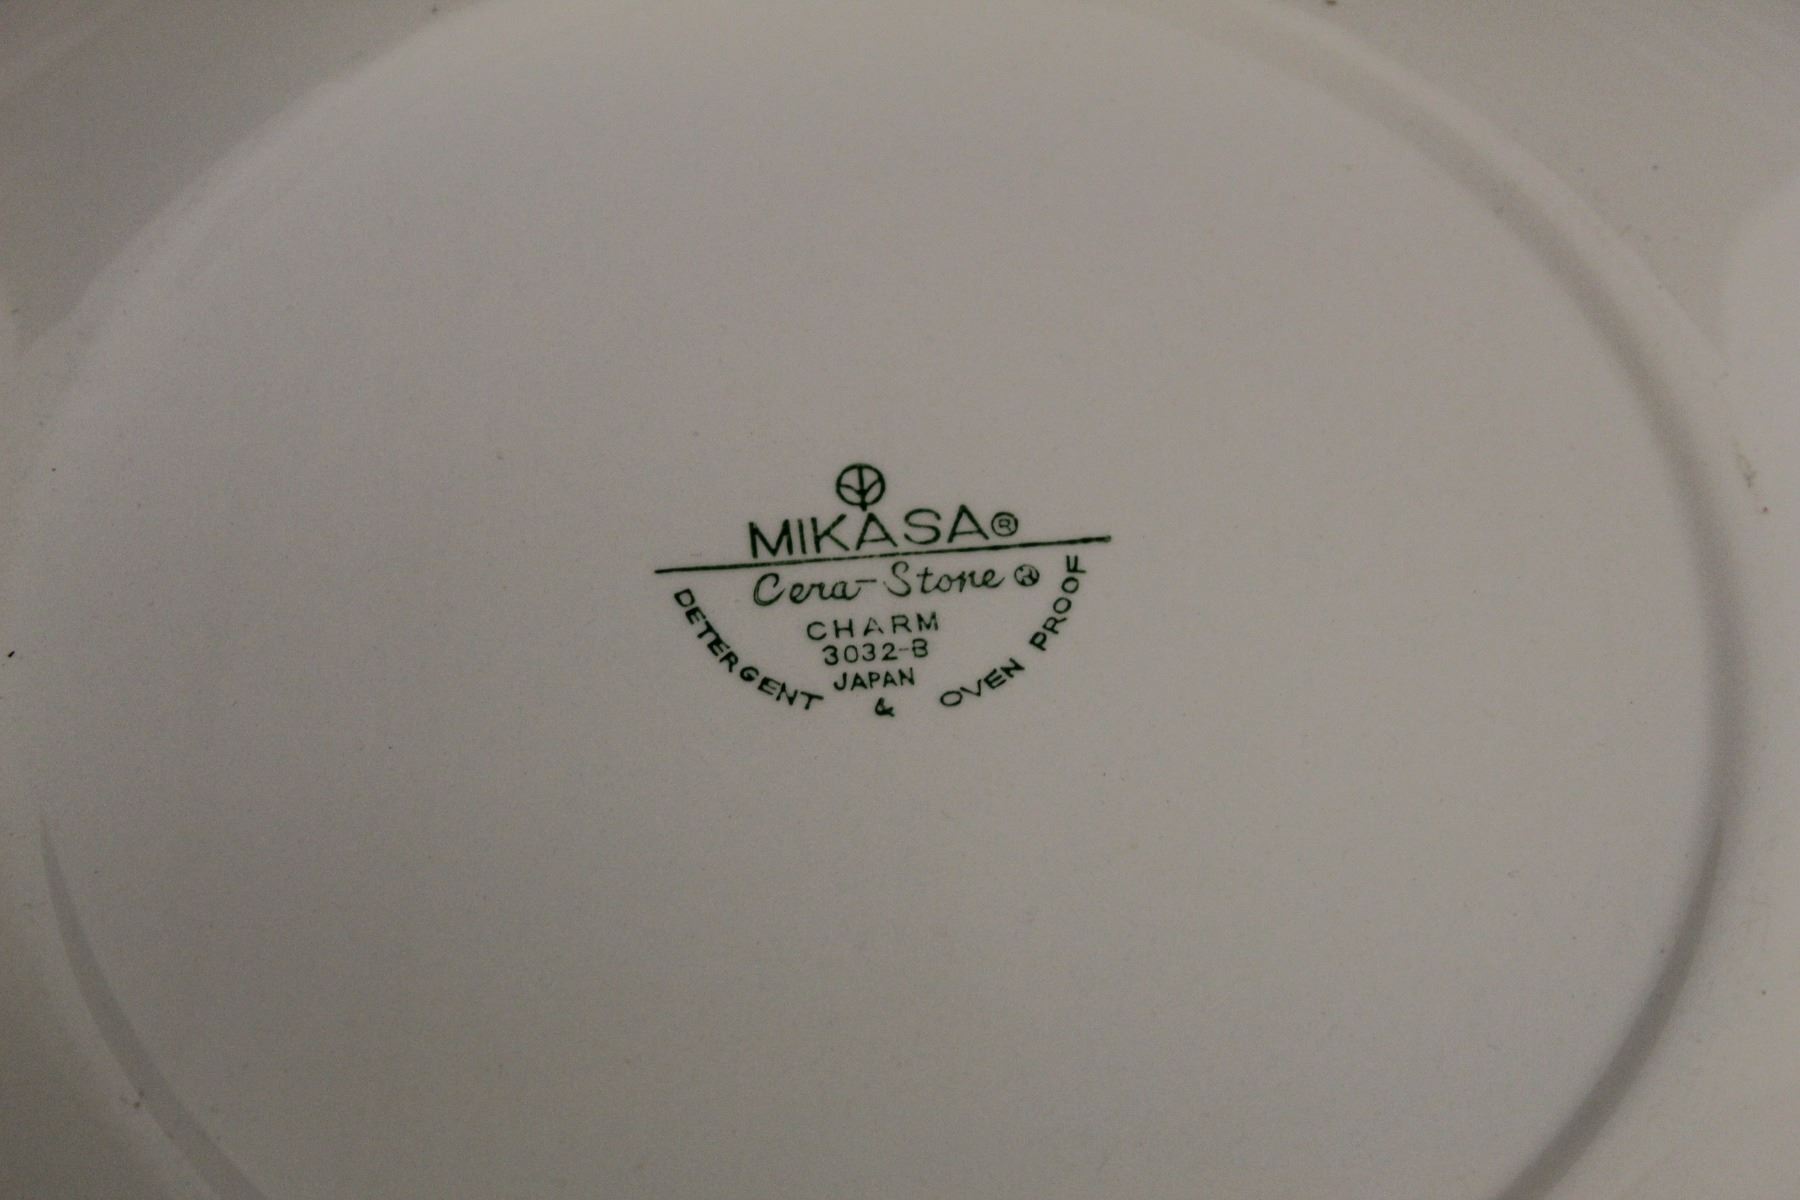 MIKASA®
Cera-Stone ®
CHARM
3032-B
JAPAN
DETERGENT & OVEN PROOF